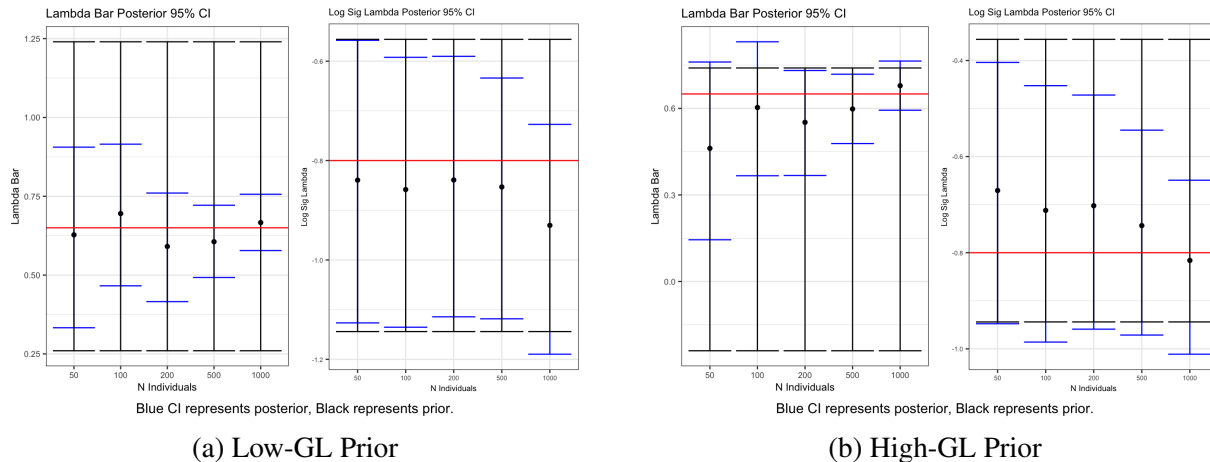 Lambda Bar Posterior 95% CI
1.25
1.00
0.75
0.50
0.25
Lambda Bar
50 100 200 500 1000
N Individuals
Log Sig Lambda Posterior 95% CI
-0.6
-0.8
-1.0
-1.2
Log Sig Lambda
50 100 200 500 1000
N Individuals
Blue CI represents posterior, Black represents prior.
(a) Low-GL Prior
Lambda Bar Posterior 95% CI
0.6
0.3
0.0
Lambda Bar
50 100 200 500 1000
N Individuals
Log Sig Lambda Posterior 95% CI
-0.4
-0.6
-0.8
-1.0
Log Sig Lambda
50 100 200 500 1000
N Individuals
Blue CI represents posterior, Black represents prior.
(b) High-GL Prior